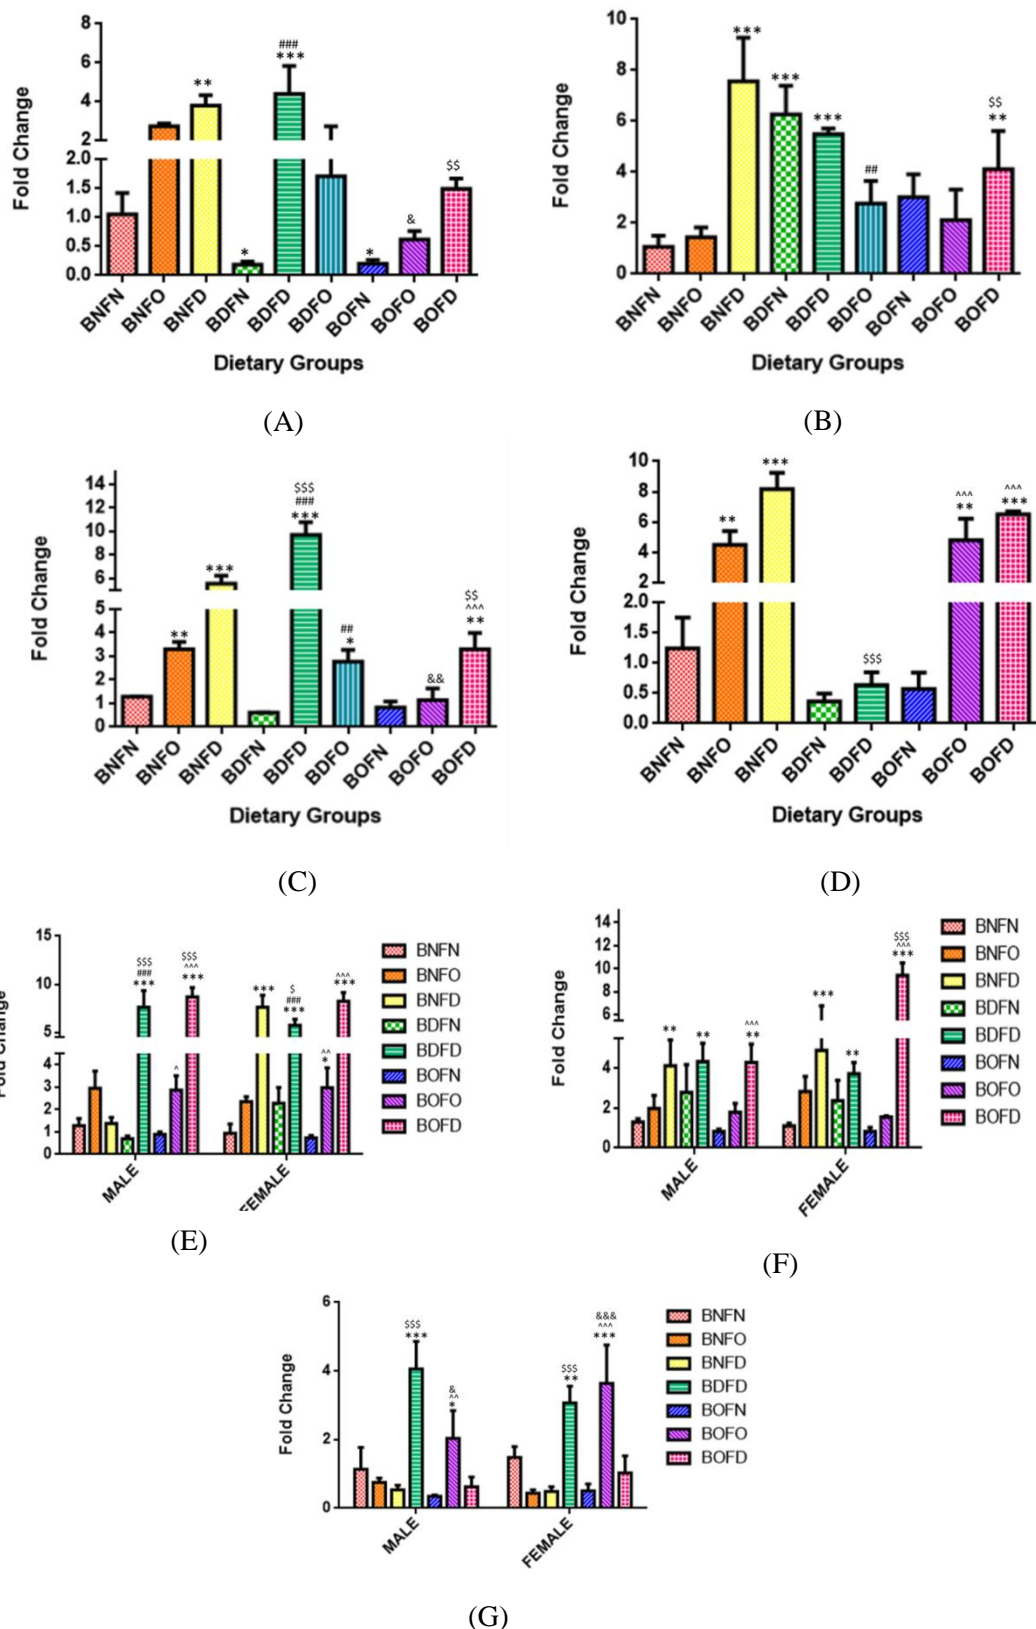 8
6
4
2
2.0
1.5
1.0
0.5
0.0
Fold Change
**
###
***
*
*
&
$$
BNFN
BNFO
BNFD
BDFN
BDFD
BDFO
BOFN
BOFO
BOFD
Dietary Groups
(A)
10
8
6
4
2
0
Fold Change
***
***
***
##
$$
**
BNFN
BNFO
BNFD
BDFN
BDFD
BDFO
BOFN
BOFO
BOFD
Dietary Groups
(B)
14
12
10
8
6
5
4
3
2
1
0
Fold Change
**
***
$$$
###
***
##
*
&&
$$
^^^
**
BNFN
BNFO
BNFD
BDFN
BDFD
BDFO
BOFN
BOFO
BOFD
Dietary Groups
(C)
10
8
6
4
2
2.0
1.5
1.0
0.5
0.0
Fold Change
**
***
$$$
^^^
**
^^^
***
BNFN
BNFO
BNFD
BDFN
BDFD
BOFN
BOFO
BOFD
Dietary Groups
(D)
15
10
5
4
3
2
1
0
Fold Change
$$$
###
***
^
$$$
^^^
***
***
$
###
***
^^
*
^^^
***
MALE
FEMALE
BNFN
BNFO
BNFD
BDFN
BDFD
BOFN
BOFO
BOFD
(E)
14
12
10
8
6
4
2
0
Fold Change
**
**
^^^
**
***
**
$$$
^^^
***
MALE
FEMALE
BNFN
BNFO
BNFD
BDFN
BDFD
BOFN
BOFO
BOFD
(F)
6
4
2
0
Fold Change
$$$
***
&
^^
*
$$$
**
&&&
^^^
***
MALE
FEMALE
BNFN
BNFO
BNFD
BDFD
BOFN
BOFO
BOFD
(G)